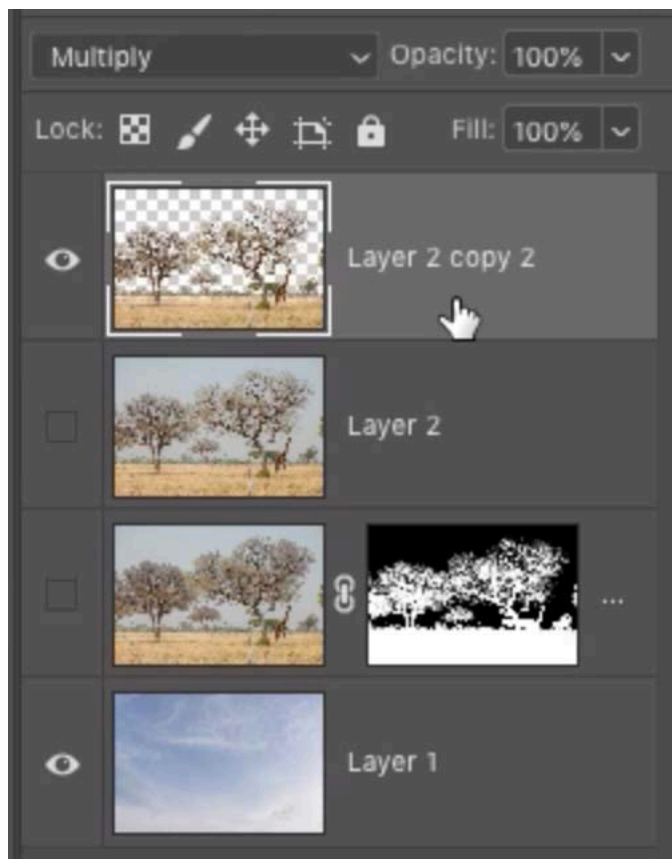 Multiply Opacity: 100%
Lock: Fill: 100%
Layer 2 copy 2
Layer 2
...
Layer 1